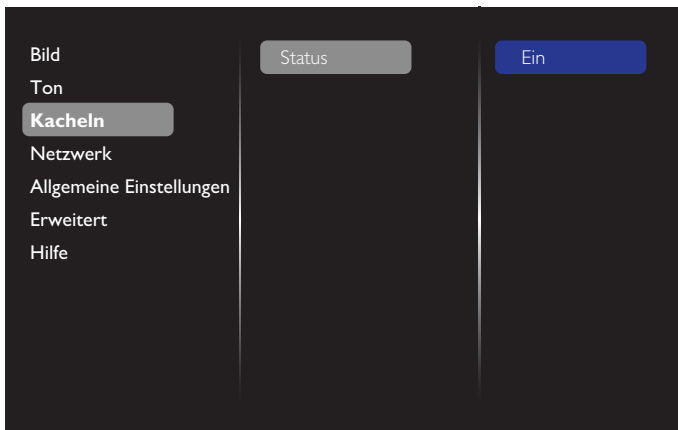 Bild
Ton
Kacheln
Netzwerk
Allgemeine Einstellungen
Erweitert
Hilfe
Status
Ein